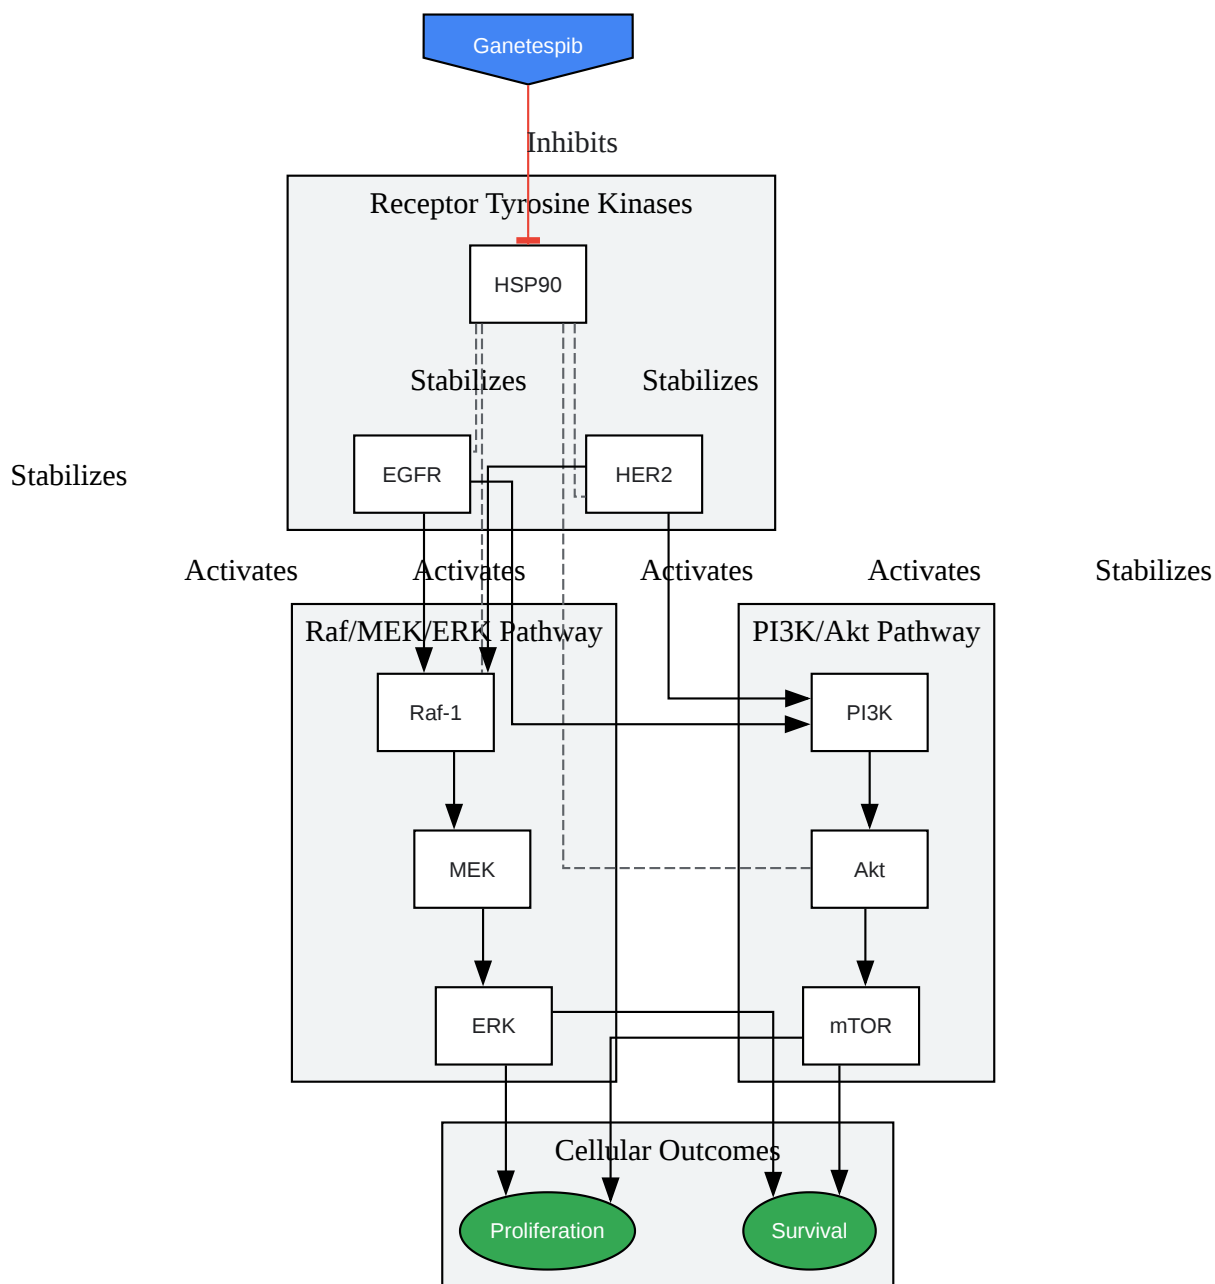 Ganetespib
Inhibits
Receptor Tyrosine Kinases
HSP90
Stabilizes
Stabilizes
EGFR
HER2
Stabilizes
Activates
Activates
Activates
Activates
Stabilizes
Raf/MEK/ERK Pathway
PI3K/Akt Pathway
Raf-1
PI3K
MEK
Akt
ERK
mTOR
Cellular Outcomes
Proliferation
Survival